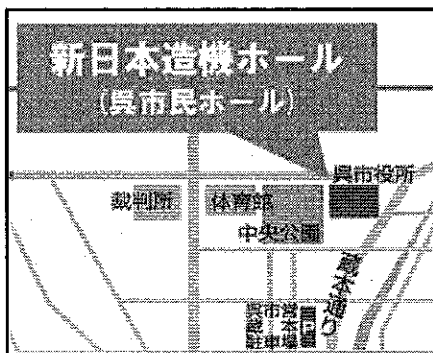 新日本造機ホール
(呉市民ホール)
呉市役所
裁判所
体育館
中央公園
蔵本通り
呉市営
蔵本
駐車場